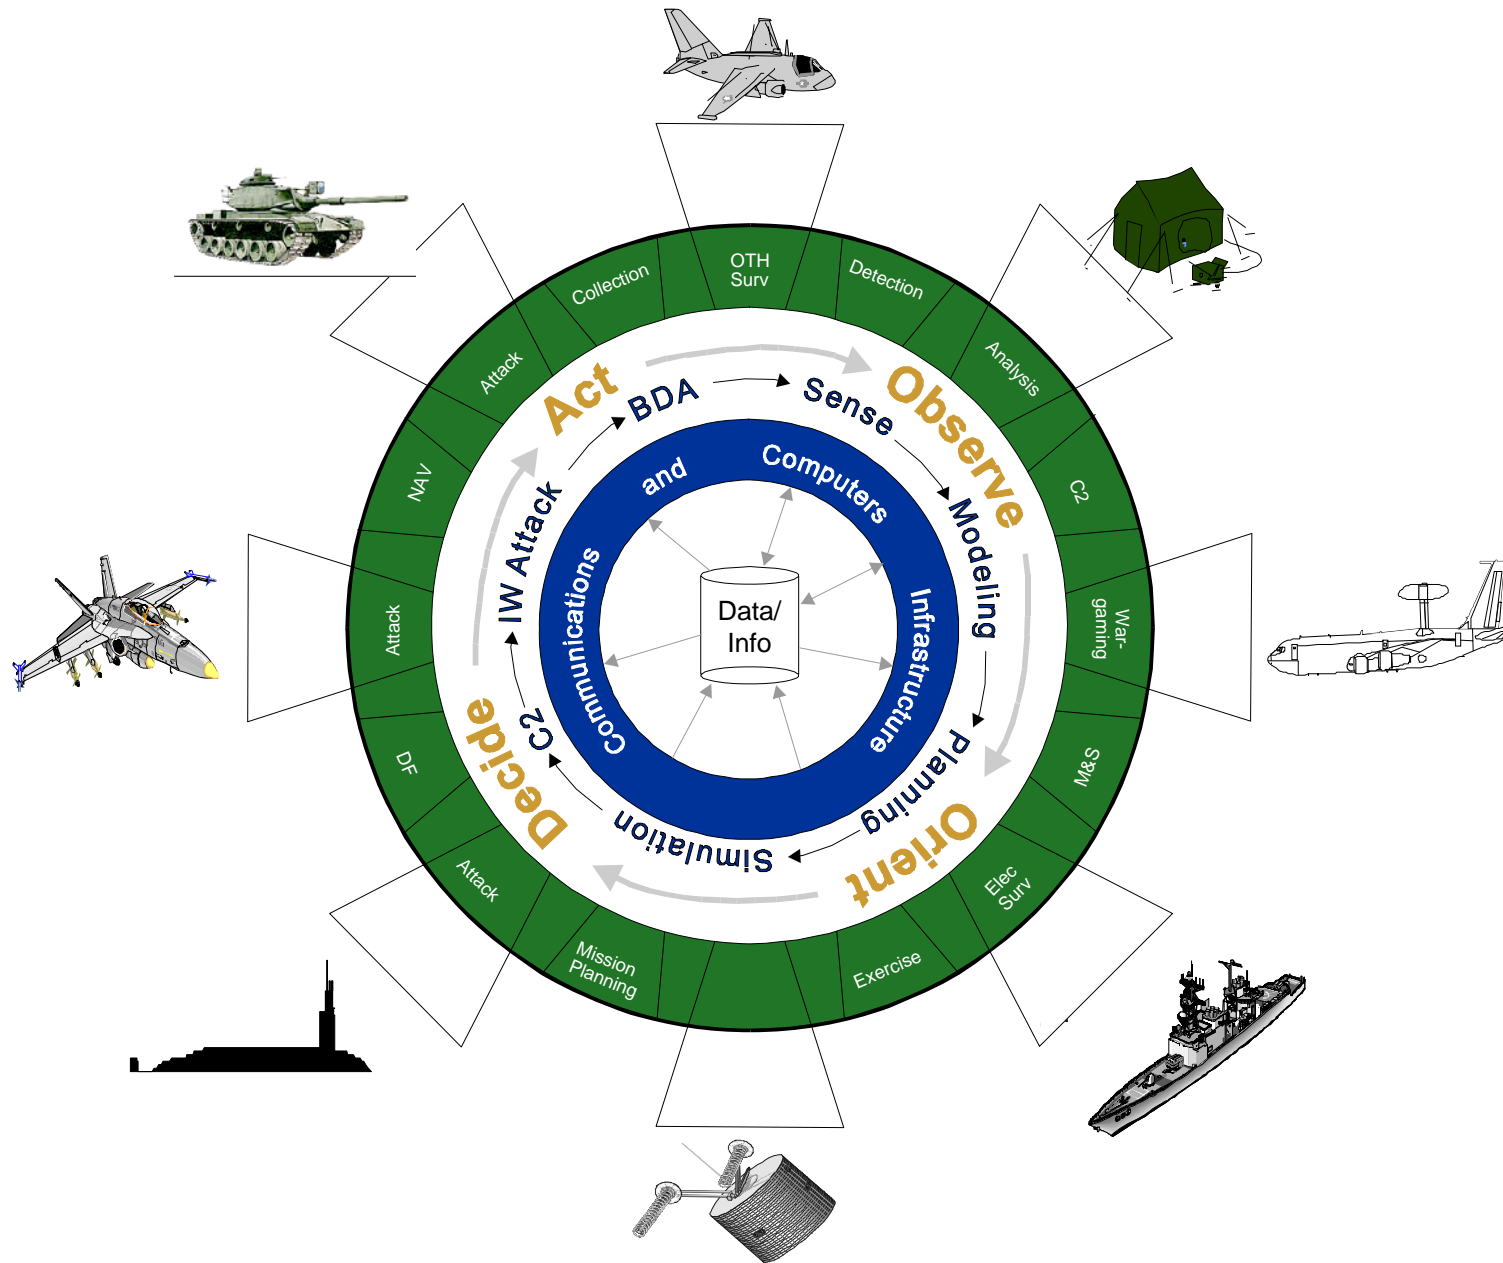 OTH
Surv
Detection
Analysis
C2
War-
gaming
M&S
Elec
Surv
Exercise
Mission
Planning
Attack
DF
Attack
NAV
Attack
Collection
Act
Observe
Orient
Decide
BDA
Sense
Modeling
Planning
Simulation
C2
IW Attack
Communications and Computers Infrastructure
Data/
Info